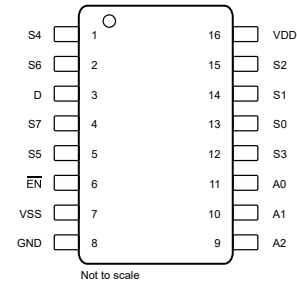 S4 1 16 VDD
S6 2 15 S2
D 3 14 S1
S7 4 13 S0
S5 5 12 S3
E̅N̅ 6 11 A0
VSS 7 10 A1
GND 8 9 A2
Not to scale